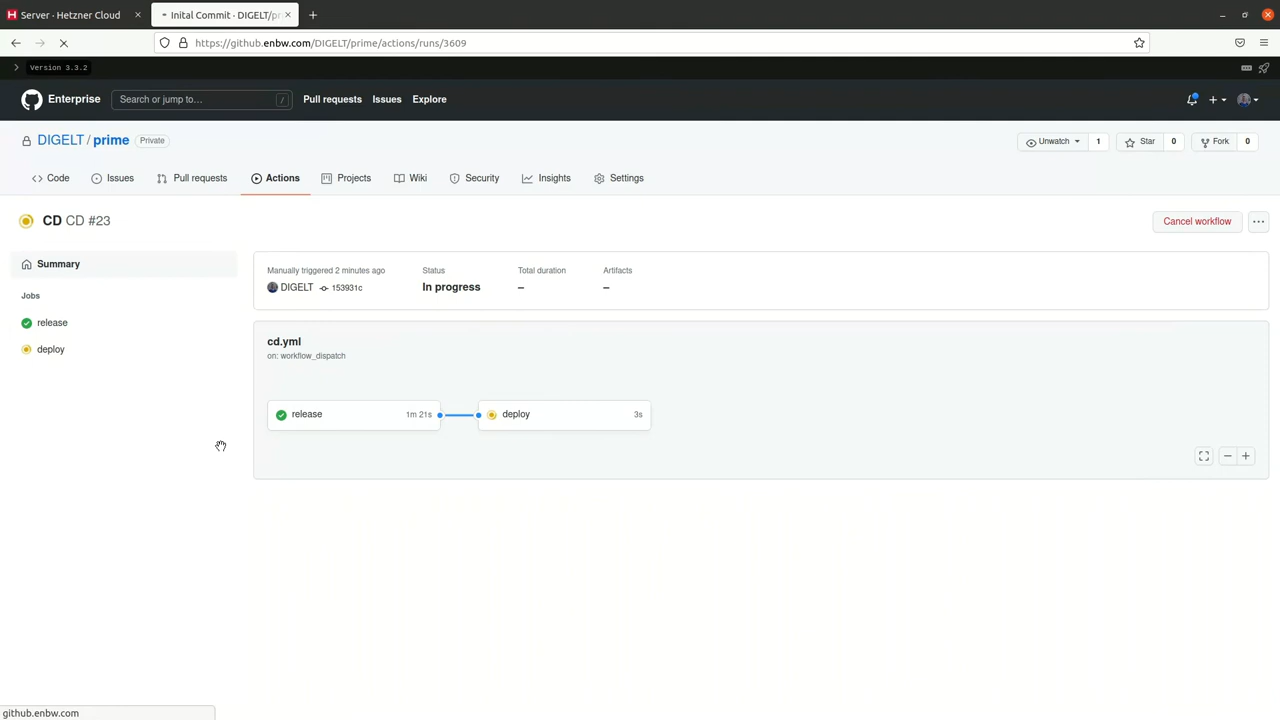 Server · Hetzner Cloud
Inital Commit · DIGELT/pr
https://github.enbw.com/DIGELT/prime/actions/runs/3609
Version 3.3.2
Enterprise
Search or jump to…
/
Pull requests
Issues
Explore
DIGELT / prime
Private
Unwatch
1
Star
0
Fork
0
Code
Issues
Pull requests
Actions
Projects
Wiki
Security
Insights
Settings
CD CD #23
Cancel workflow
Summary
Jobs
release
deploy
Manually triggered 2 minutes ago
DIGELT 153931c
Status
In progress
Total duration
–
Artifacts
–
cd.yml
on: workflow_dispatch
release 1m 21s
deploy 3s
github.enbw.com